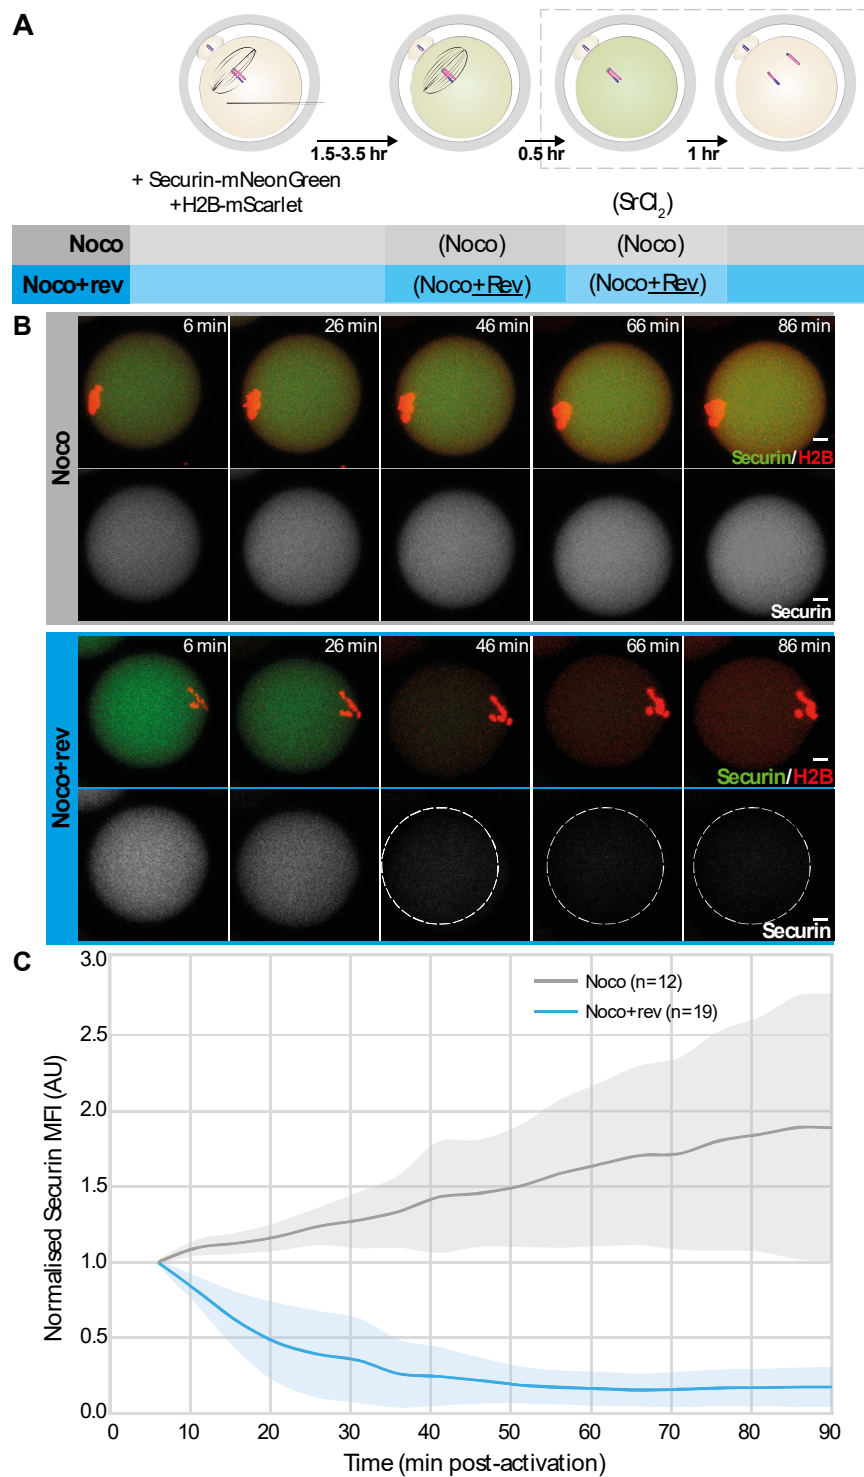 A
1.5-3.5 hr
0.5 hr
1 hr
+ Securin-mNeonGreen
+H2B-mScarlet
(SrCl2)
Noco
(Noco)
(Noco)
Noco+rev
(Noco+Rev)
(Noco+Rev)
B
Noco
6 min
26 min
46 min
66 min
86 min
Securin/H2B
Securin
Noco+rev
6 min
26 min
46 min
66 min
86 min
Securin/H2B
Securin
C
Normalised Securin MFI (AU)
3.0
2.5
2.0
1.5
1.0
0.5
0.0
Noco (n=12)
Noco+rev (n=19)
0 10 20 30 40 50 60 70 80 90
Time (min post-activation)